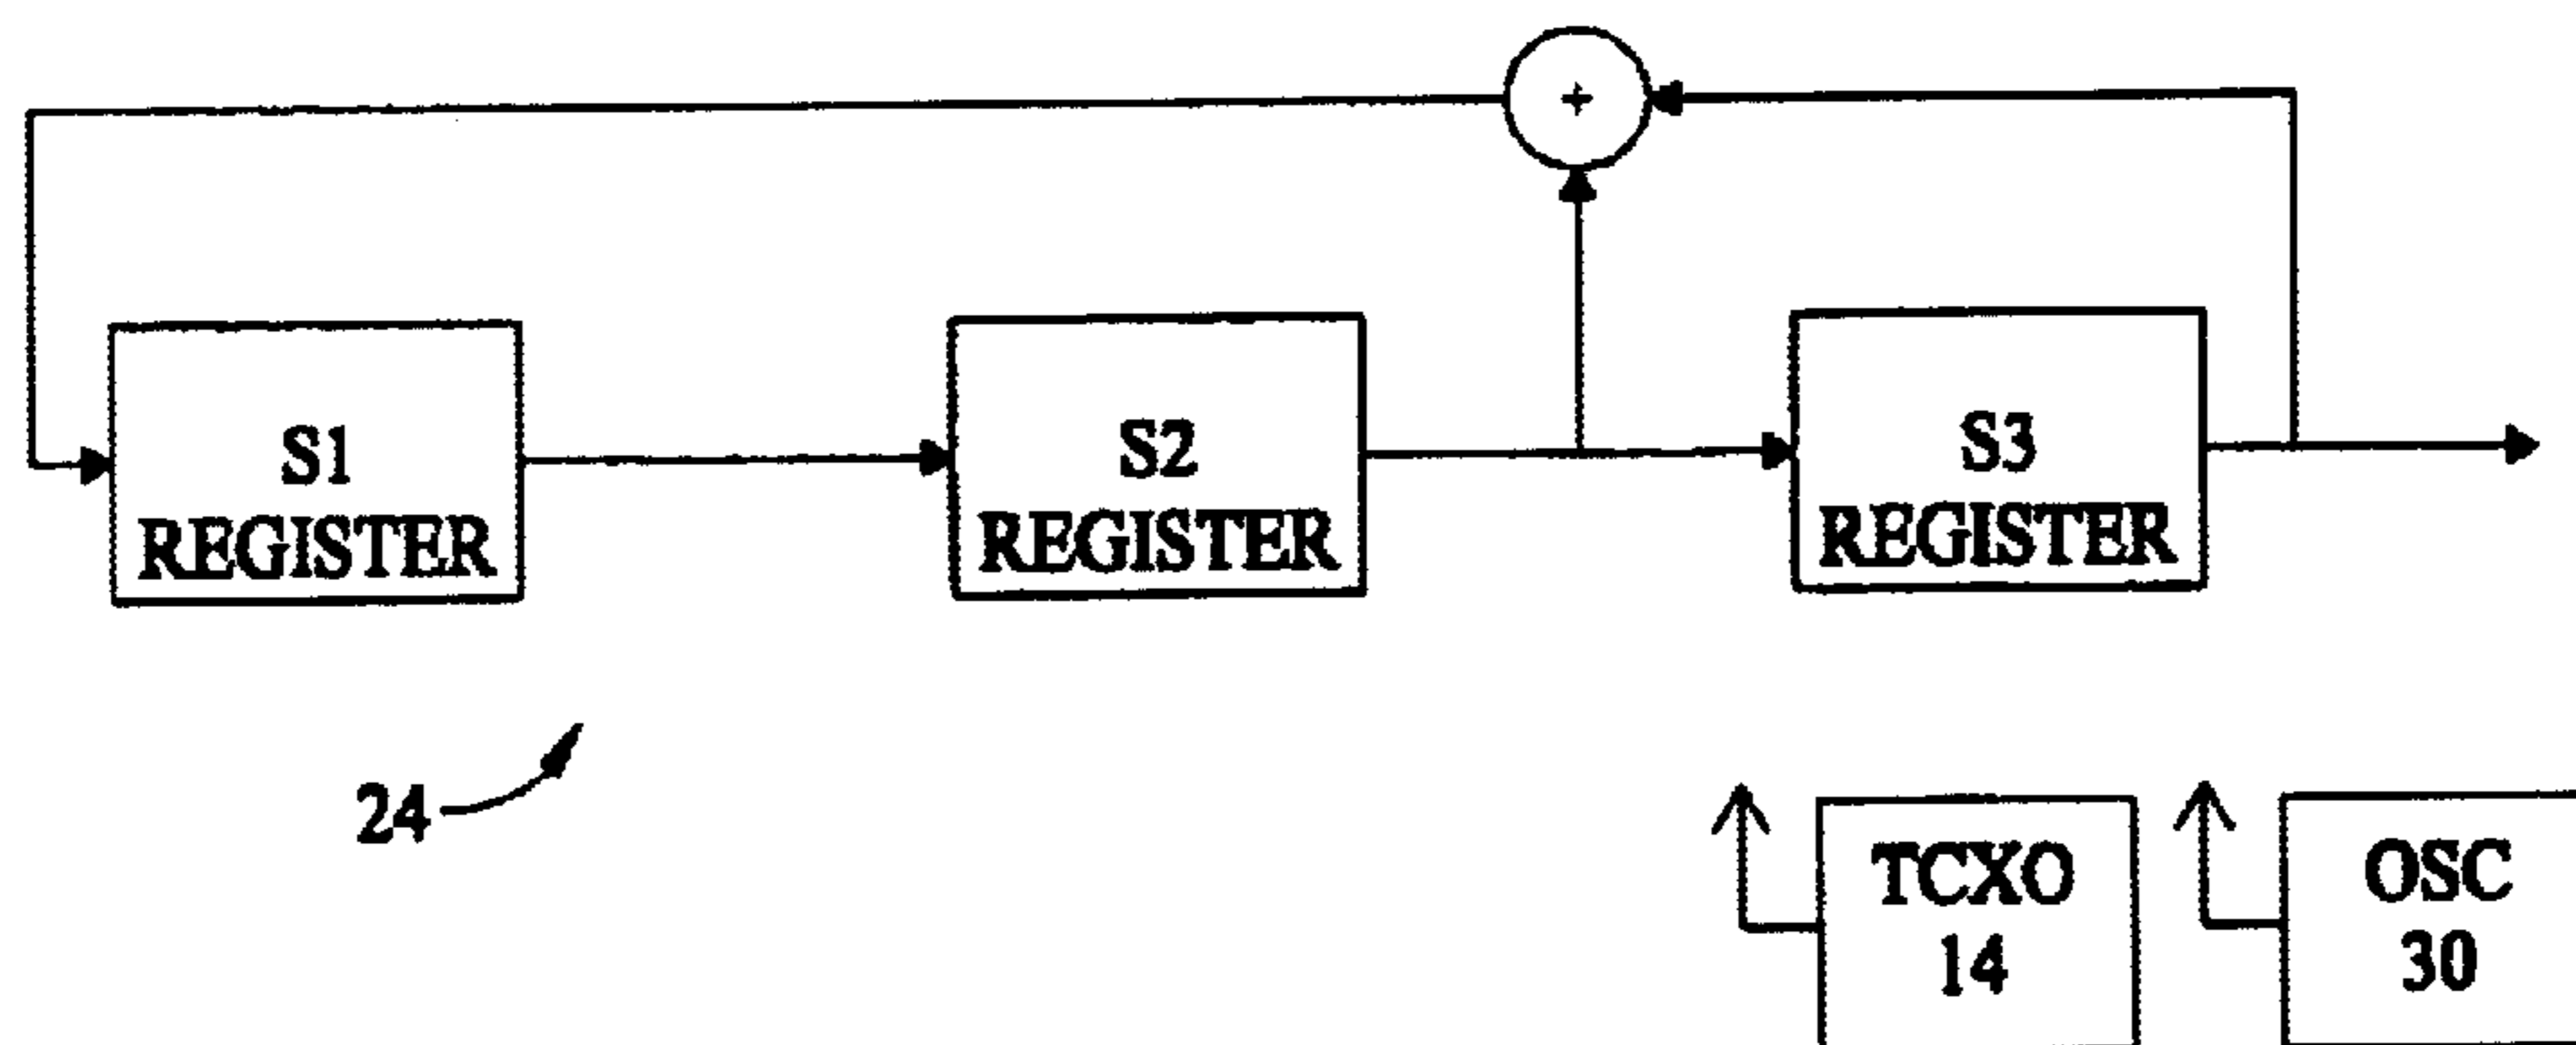 +
S1
REGISTER
S2
REGISTER
S3
REGISTER
24
TCXO
14
OSC
30